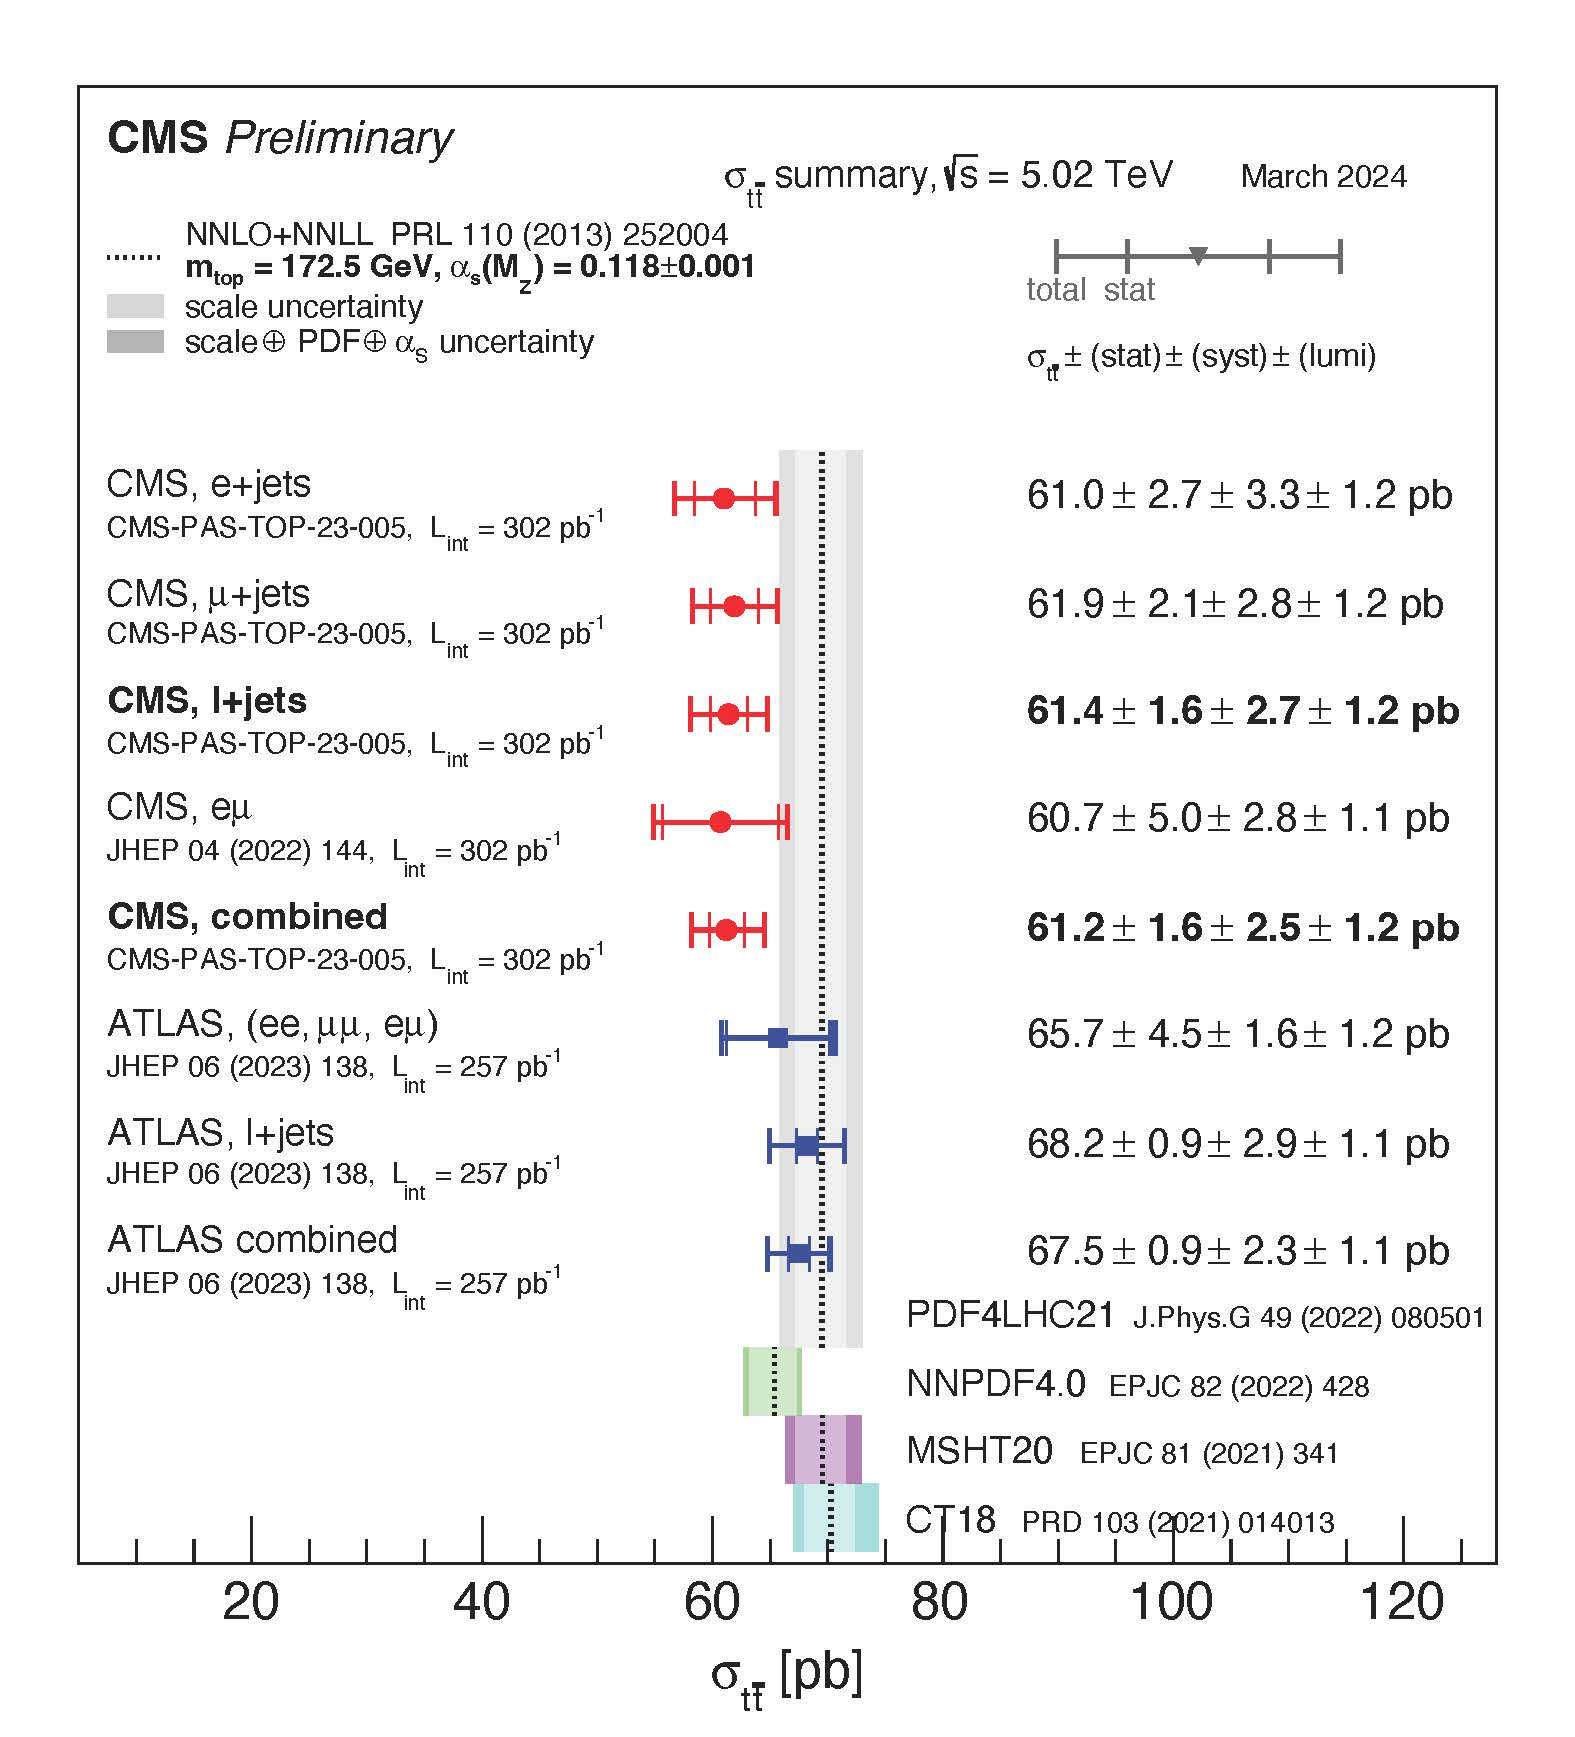 CMS Preliminary
σtt̄ summary, √s = 5.02 TeV March 2024
NNLO+NNLL PRL 110 (2013) 252004
mtop = 172.5 GeV, αs(Mz) = 0.118±0.001
scale uncertainty
scale ⊕ PDF ⊕ αs uncertainty
total stat
σtt̄ ± (stat) ± (syst) ± (lumi)
CMS, e+jets
CMS-PAS-TOP-23-005, Lint = 302 pb-1
61.0 ± 2.7 ± 3.3 ± 1.2 pb
CMS, μ+jets
CMS-PAS-TOP-23-005, Lint = 302 pb-1
61.9 ± 2.1 ± 2.8 ± 1.2 pb
CMS, l+jets
CMS-PAS-TOP-23-005, Lint = 302 pb-1
61.4 ± 1.6 ± 2.7 ± 1.2 pb
CMS, eμ
JHEP 04 (2022) 144, Lint = 302 pb-1
60.7 ± 5.0 ± 2.8 ± 1.1 pb
CMS, combined
CMS-PAS-TOP-23-005, Lint = 302 pb-1
61.2 ± 1.6 ± 2.5 ± 1.2 pb
ATLAS, (ee, μμ, eμ)
JHEP 06 (2023) 138, Lint = 257 pb-1
65.7 ± 4.5 ± 1.6 ± 1.2 pb
ATLAS, l+jets
JHEP 06 (2023) 138, Lint = 257 pb-1
68.2 ± 0.9 ± 2.9 ± 1.1 pb
ATLAS combined
JHEP 06 (2023) 138, Lint = 257 pb-1
67.5 ± 0.9 ± 2.3 ± 1.1 pb
PDF4LHC21 J.Phys.G 49 (2022) 080501
NNPDF4.0 EPJC 82 (2022) 428
MSHT20 EPJC 81 (2021) 341
CT18 PRD 103 (2021) 014013
20 40 60 80 100 120
σtt̄ [pb]